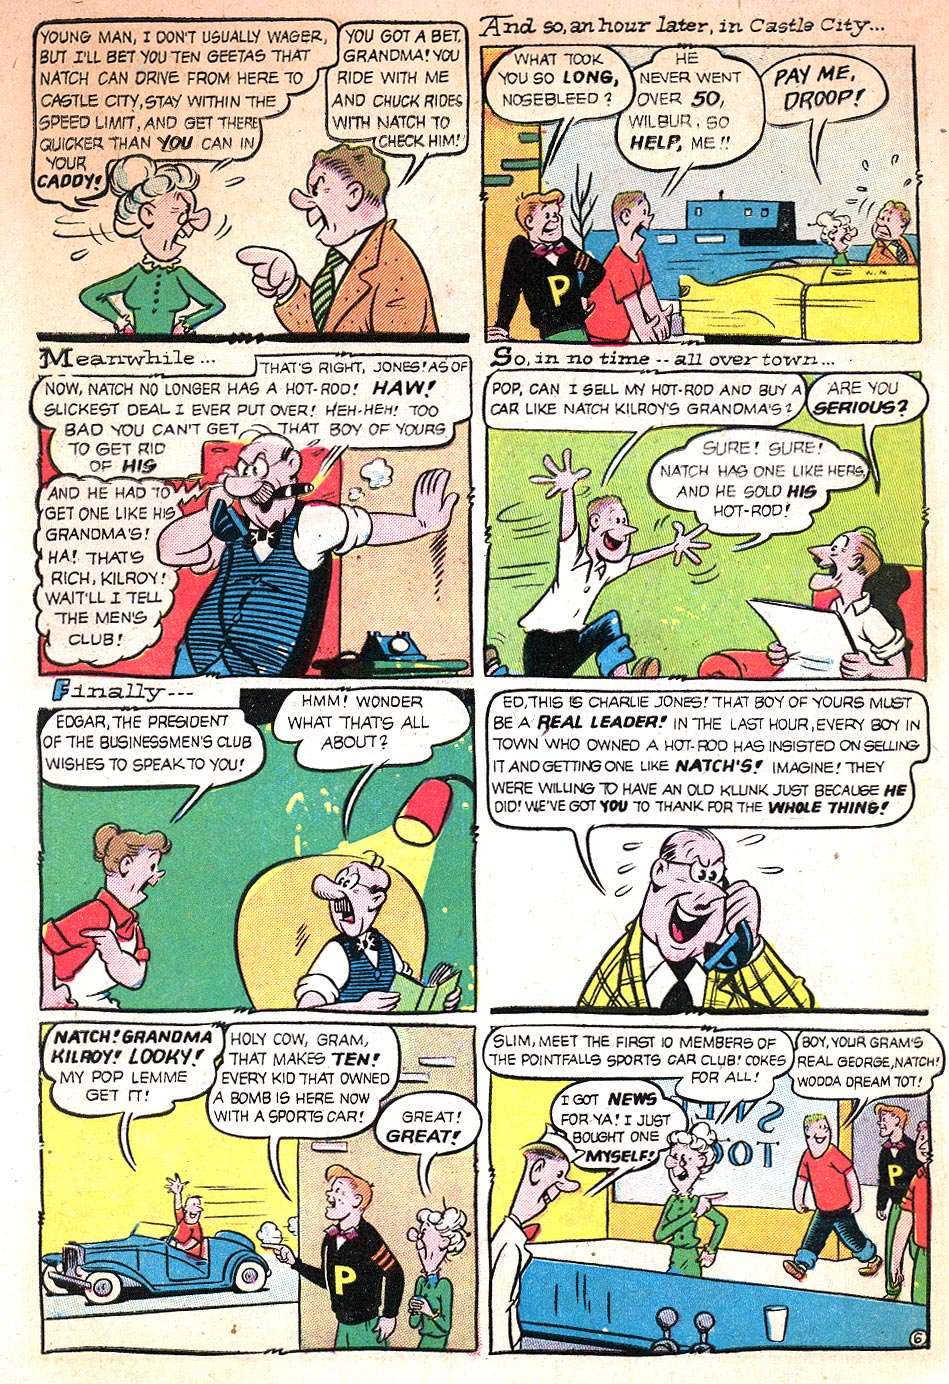 YOUNG MAN, I DON'T USUALLY WAGER,
BUT I'LL BET YOU TEN GEETAS THAT
NATCH CAN DRIVE FROM HERE TO
CASTLE CITY, STAY WITHIN THE
SPEED LIMIT, AND GET THERE
QUICKER THAN YOU CAN IN
YOUR
CADDY!
YOU GOT A BET,
GRANDMA! YOU
RIDE WITH ME
AND CHUCK RIDES
WITH NATCH TO
CHECK HIM!
And so, an hour later, in Castle City...
WHAT TOOK
YOU SO LONG,
NOSEBLEED?
HE
NEVER WENT
OVER 50,
WILBUR, SO
HELP, ME!!
PAY ME,
DROOP!
P
Meanwhile...
THAT'S RIGHT, JONES! AS OF
NOW, NATCH NO LONGER HAS A HOT-ROD! HAW!
SLICKEST DEAL I EVER PUT OVER! HEH-HEH! TOO
BAD YOU CAN'T GET THAT BOY OF YOURS
TO GET RID
OF HIS
AND HE HAD TO
GET ONE LIKE HIS
GRANDMA'S!
HA! THAT'S
RICH, KILROY!
WAIT'LL I TELL
THE MEN'S
CLUB!
So, in no time -- all over town...
POP, CAN I SELL MY HOT-ROD AND BUY A
CAR LIKE NATCH KILROY'S GRANDMA'S?
ARE YOU
SERIOUS?
SURE! SURE!
NATCH HAS ONE LIKE HERS,
AND HE SOLD HIS
HOT-ROD!
Finally---
EDGAR, THE PRESIDENT
OF THE BUSINESSMEN'S CLUB
WISHES TO SPEAK TO YOU!
HMM! WONDER
WHAT THAT'S ALL
ABOUT?
ED, THIS IS CHARLIE JONES! THAT BOY OF YOURS MUST
BE A REAL LEADER! IN THE LAST HOUR, EVERY BOY IN
TOWN WHO OWNED A HOT-ROD HAS INSISTED ON SELLING
IT AND GETTING ONE LIKE NATCH'S! IMAGINE! THEY
WERE WILLING TO HAVE AN OLD KLUNK JUST BECAUSE HE
DID! WE'VE GOT YOU TO THANK FOR THE WHOLE THING!
NATCH! GRANDMA
KILROY! LOOKY!
MY POP LEMME
GET IT!
HOLY COW, GRAM,
THAT MAKES TEN!
EVERY KID THAT OWNED
A BOMB IS HERE NOW
WITH A SPORTS CAR!
GREAT!
GREAT!
P
SLIM, MEET THE FIRST 10 MEMBERS OF
THE POINTFALLS SPORTS CAR CLUB! COKES
FOR ALL!
BOY, YOUR GRAM'S
REAL GEORGE, NATCH!
WODDA DREAM TOT!
I GOT NEWS
FOR YA! I JUST
BOUGHT ONE
MYSELF!
P
6